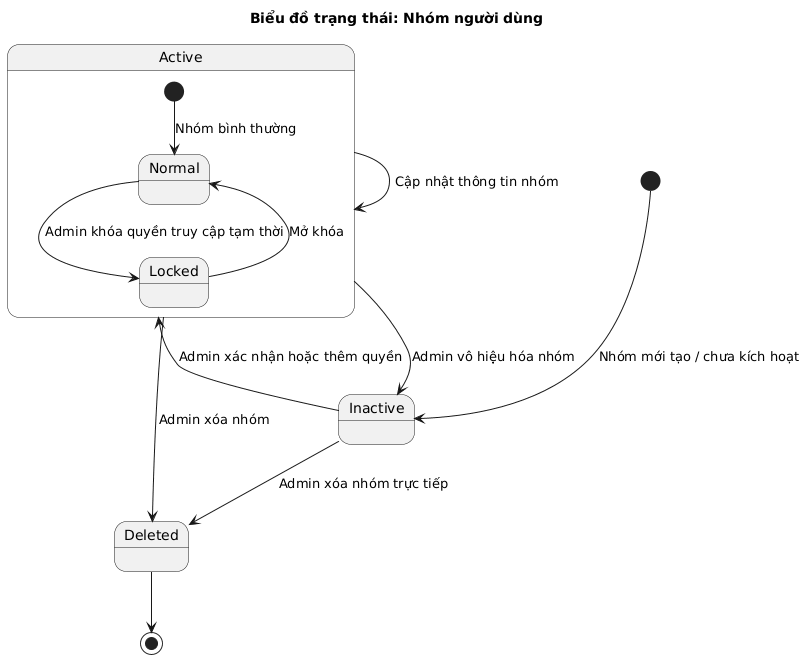 Biểu đồ trạng thái: Nhóm người dùng
Active
Nhóm bình thường
Normal
Cập nhật thông tin nhóm
Admin khóa quyền truy cập tạm thời
Mở khóa
Locked
Admin xác nhận hoặc thêm quyền
Admin vô hiệu hóa nhóm
Nhóm mới tạo / chưa kích hoạt
Inactive
Admin xóa nhóm
Admin xóa nhóm trực tiếp
Deleted